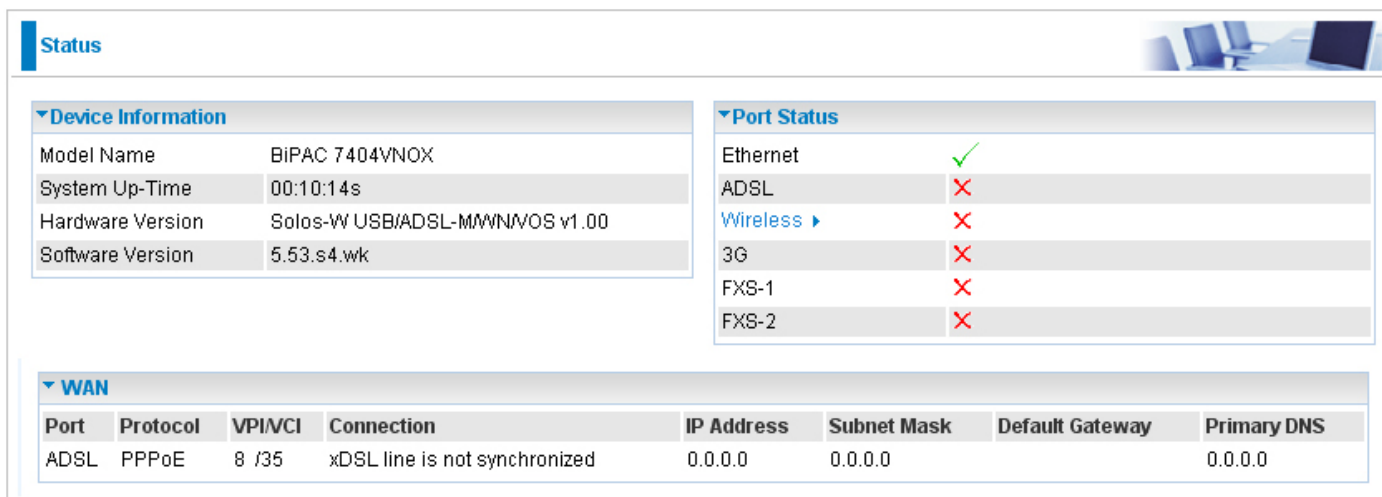 Status
Device Information
Model Name BiPAC 7404VNOX
System Up-Time 00:10:14s
Hardware Version Solos-W USB/ADSL-M/WN/VOS v1.00
Software Version 5.53.s4.wk
Port Status
Ethernet
ADSL
Wireless
3G
FXS-1
FXS-2
WAN
Port Protocol VPI/VCI Connection IP Address Subnet Mask Default Gateway Primary DNS
ADSL PPPoE 8 /35 xDSL line is not synchronized 0.0.0.0 0.0.0.0 0.0.0.0